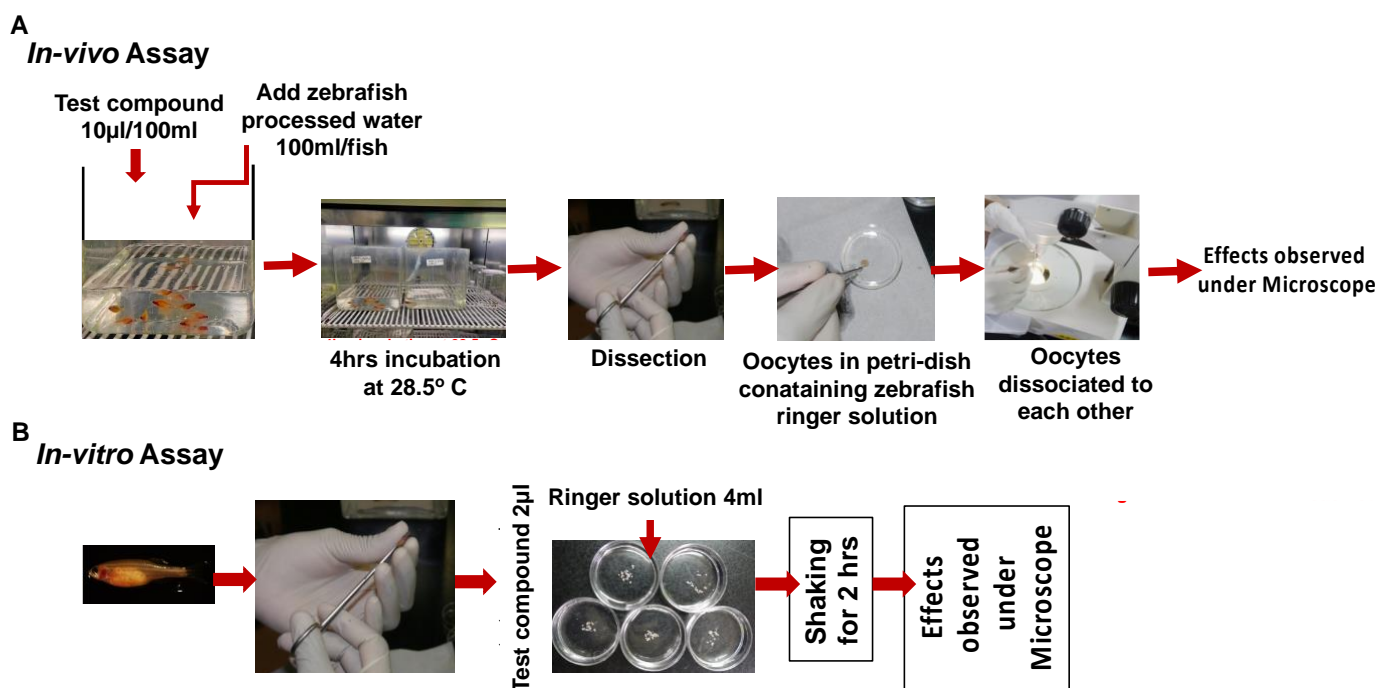 A
In-vivo Assay
Test compound
10µl/100ml
Add zebrafish
processed water
100ml/fish
4hrs incubation
at 28.5º C
Dissection
Oocytes in petri-dish
conataining zebrafish
ringer solution
Oocytes
dissociated to
each other
Effects observed
under Microscope
B
In-vitro Assay
Test compound 2µl
Ringer solution 4ml
Shaking
for 2 hrs
Effects
observed
under
Microscope